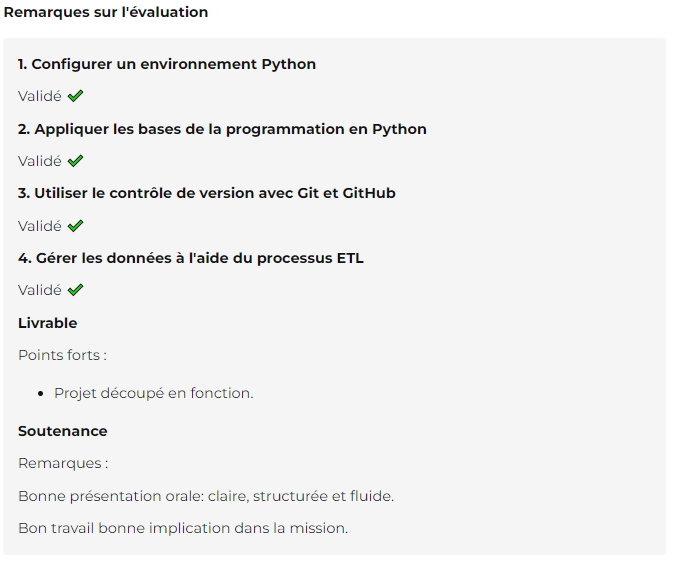 Remarques sur l'évaluation
1. Configurer un environnement Python
Validé ✔
2. Appliquer les bases de la programmation en Python
Validé ✔
3. Utiliser le contrôle de version avec Git et GitHub
Validé ✔
4. Gérer les données à l'aide du processus ETL
Validé ✔
Livrable
Points forts :
• Projet découpé en fonction.
Soutenance
Remarques :
Bonne présentation orale: claire, structurée et fluide.
Bon travail bonne implication dans la mission.